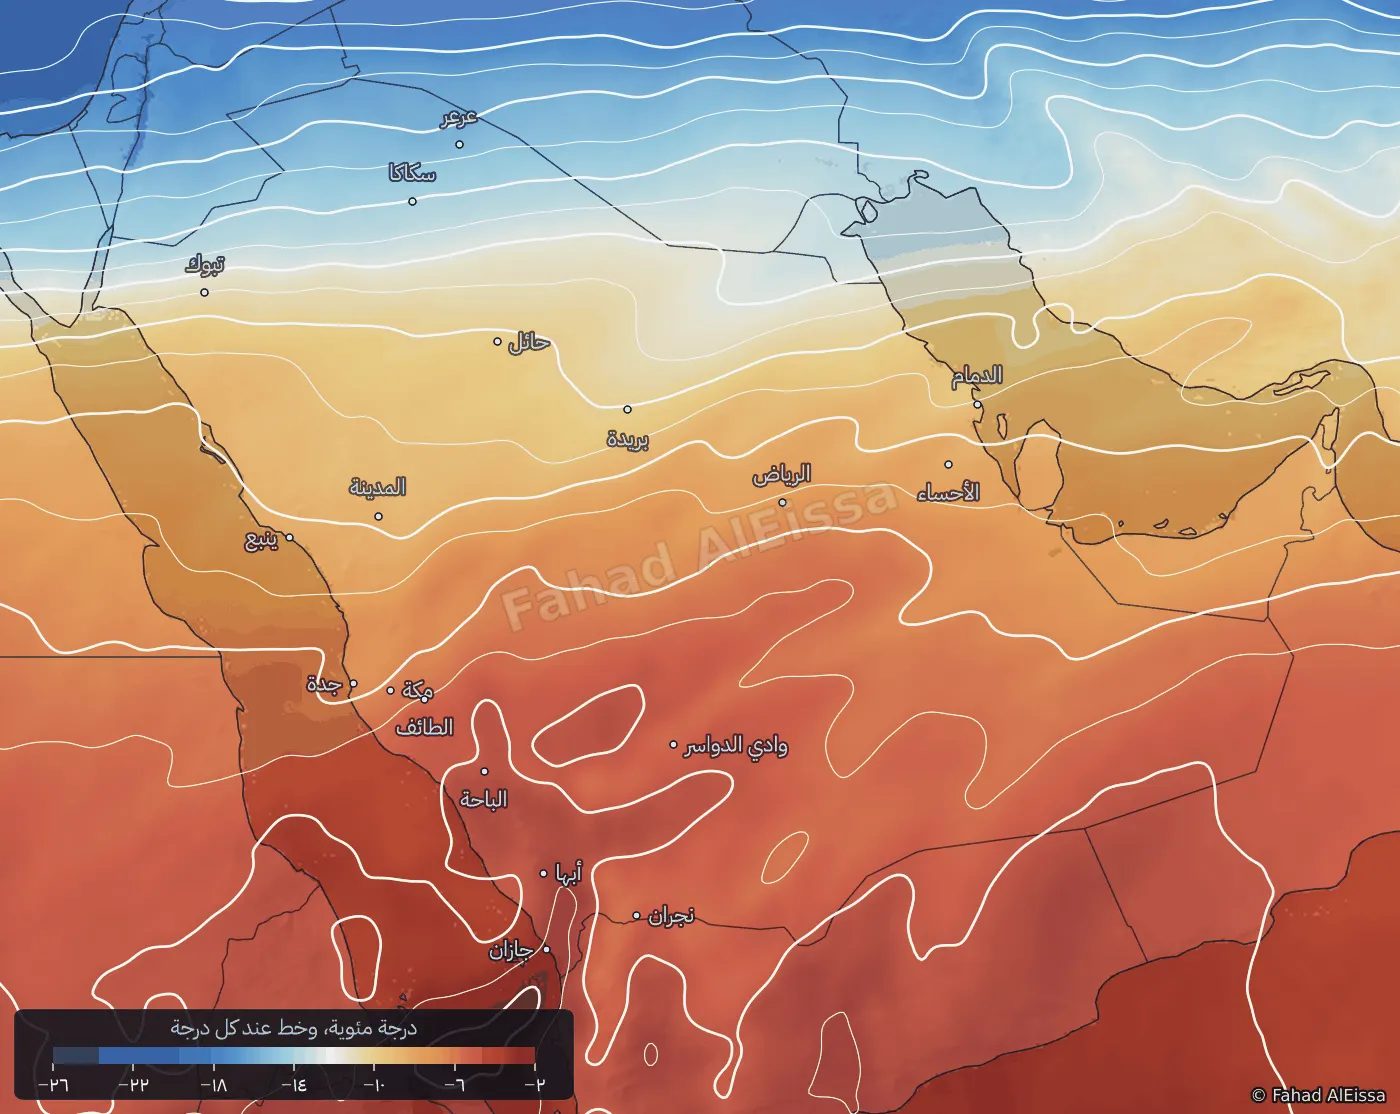 عرعر
سكاكا
تبوك
حائل
الدمام
بريدة
الرياض
المدينة
الأحساء
ينبع
Fahad AlEissa
جدة
مكة
الطائف
وادي الدواسر
الباحة
أبها
نجران
جازان
درجة مئوية، وخط عند كل درجة
−٢٦ −٢٢ −١٨ −١٤ −١٠ −٦ −٢
© Fahad AlEissa